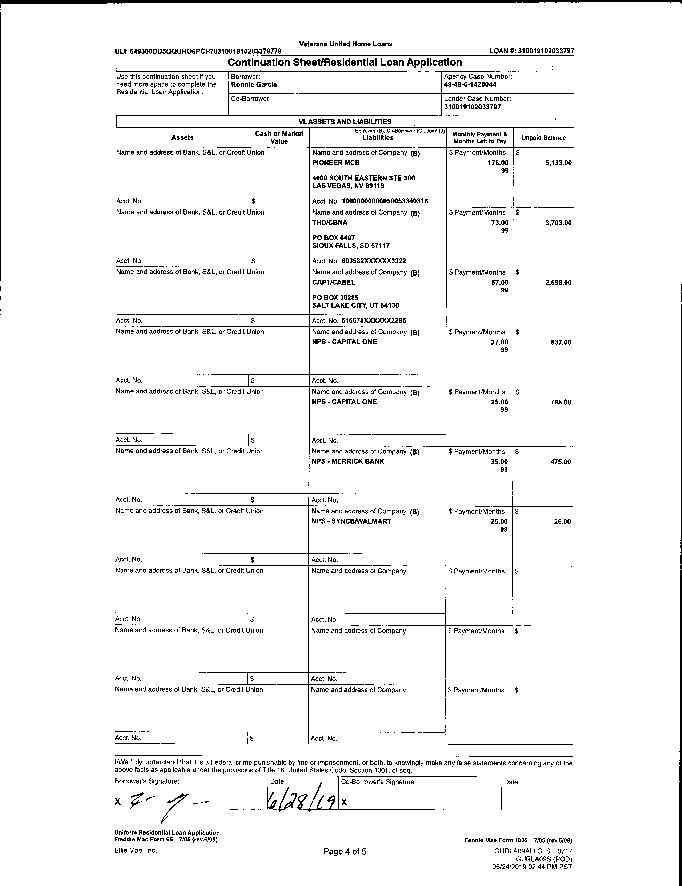 Veterans United Home Loans
LOAN #: 310019102033797
Continuation Sheet/Residential Loan Application
Use this continuation sheet if you need more space to complete the Residential Loan Application.
Borrower:
Ronnie Garcia
Agency Case Number:
Co-Borrower:
Lender Case Number:
310019102033797
VI. ASSETS AND LIABILITIES
Assets
Cash or Market Value
Liabilities
Monthly Payment & Months Left to Pay
Unpaid Balance
Name and address of Bank, S&L, or Credit Union
Name and address of Company (B)
$ Payment/Months
$
PIONEER MCB
176.00
5,133.00
99
4000 SOUTH EASTERN STE 300
LAS VEGAS, NV 89119
Acct. No.
$
Acct. No.
Name and address of Bank, S&L, or Credit Union
Name and address of Company (B)
$ Payment/Months
$
THD/CBNA
73.00
3,703.00
99
PO BOX 6497
SIOUX FALLS, SD 57117
Acct. No.
$
Acct. No.
Name and address of Bank, S&L, or Credit Union
Name and address of Company (B)
$ Payment/Months
$
CAP1/CABEL
67.00
2,698.00
99
PO BOX 30285
SALT LAKE CITY, UT 84130
Acct. No.
$
Acct. No.
Name and address of Bank, S&L, or Credit Union
Name and address of Company (B)
$ Payment/Months
$
NPS - CAPITAL ONE
27.00
837.00
99
Acct. No.
$
Acct. No.
Name and address of Bank, S&L, or Credit Union
Name and address of Company (B)
$ Payment/Months
$
NPS - CAPITAL ONE
25.00
99
Acct. No.
$
Acct. No.
Name and address of Bank, S&L, or Credit Union
Name and address of Company (B)
$ Payment/Months
$
NPS - MERRICK BANK
35.00
475.00
Acct. No.
$
Acct. No.
Name and address of Bank, S&L, or Credit Union
Name and address of Company (B)
$ Payment/Months
$
NPS - SYNCB/WALMART
25.00
26.00
99
Acct. No.
$
Acct. No.
Name and address of Bank, S&L, or Credit Union
Name and address of Company
$ Payment/Months
$
Acct. No.
$
Acct. No.
Name and address of Bank, S&L, or Credit Union
Name and address of Company
$ Payment/Months
$
Acct. No.
$
Acct. No.
Name and address of Bank, S&L, or Credit Union
Name and address of Company
$ Payment/Months
$
Acct. No.
$
Acct. No.
I/We fully understand that it is a Federal crime punishable by fine or imprisonment, or both, to knowingly make any false statements concerning any of the
above facts as applicable under the provisions of Title 18, United States Code, Section 1001, et seq.
Borrower's Signature:
Date
Co-Borrower's Signature
Date
X
6/28/19
X
Uniform Residential Loan Application
Freddie Mac Form 65 7/05 (rev.6/09)
Fannie Mae Form 1003 7/05 (rev.6/09)
Ellie Mae, Inc.
Page 4 of 5
06/24/2019 02:44 PM PST